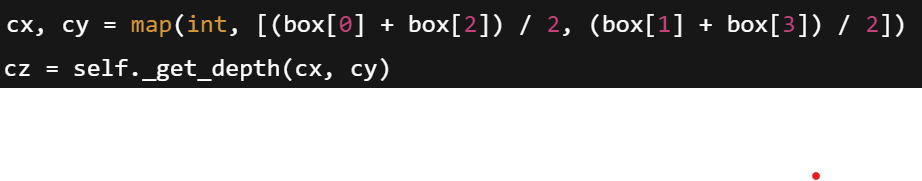 cx, cy = map(int, [(box[0] + box[2]) / 2, (box[1] + box[3]) / 2])
cz = self._get_depth(cx, cy)